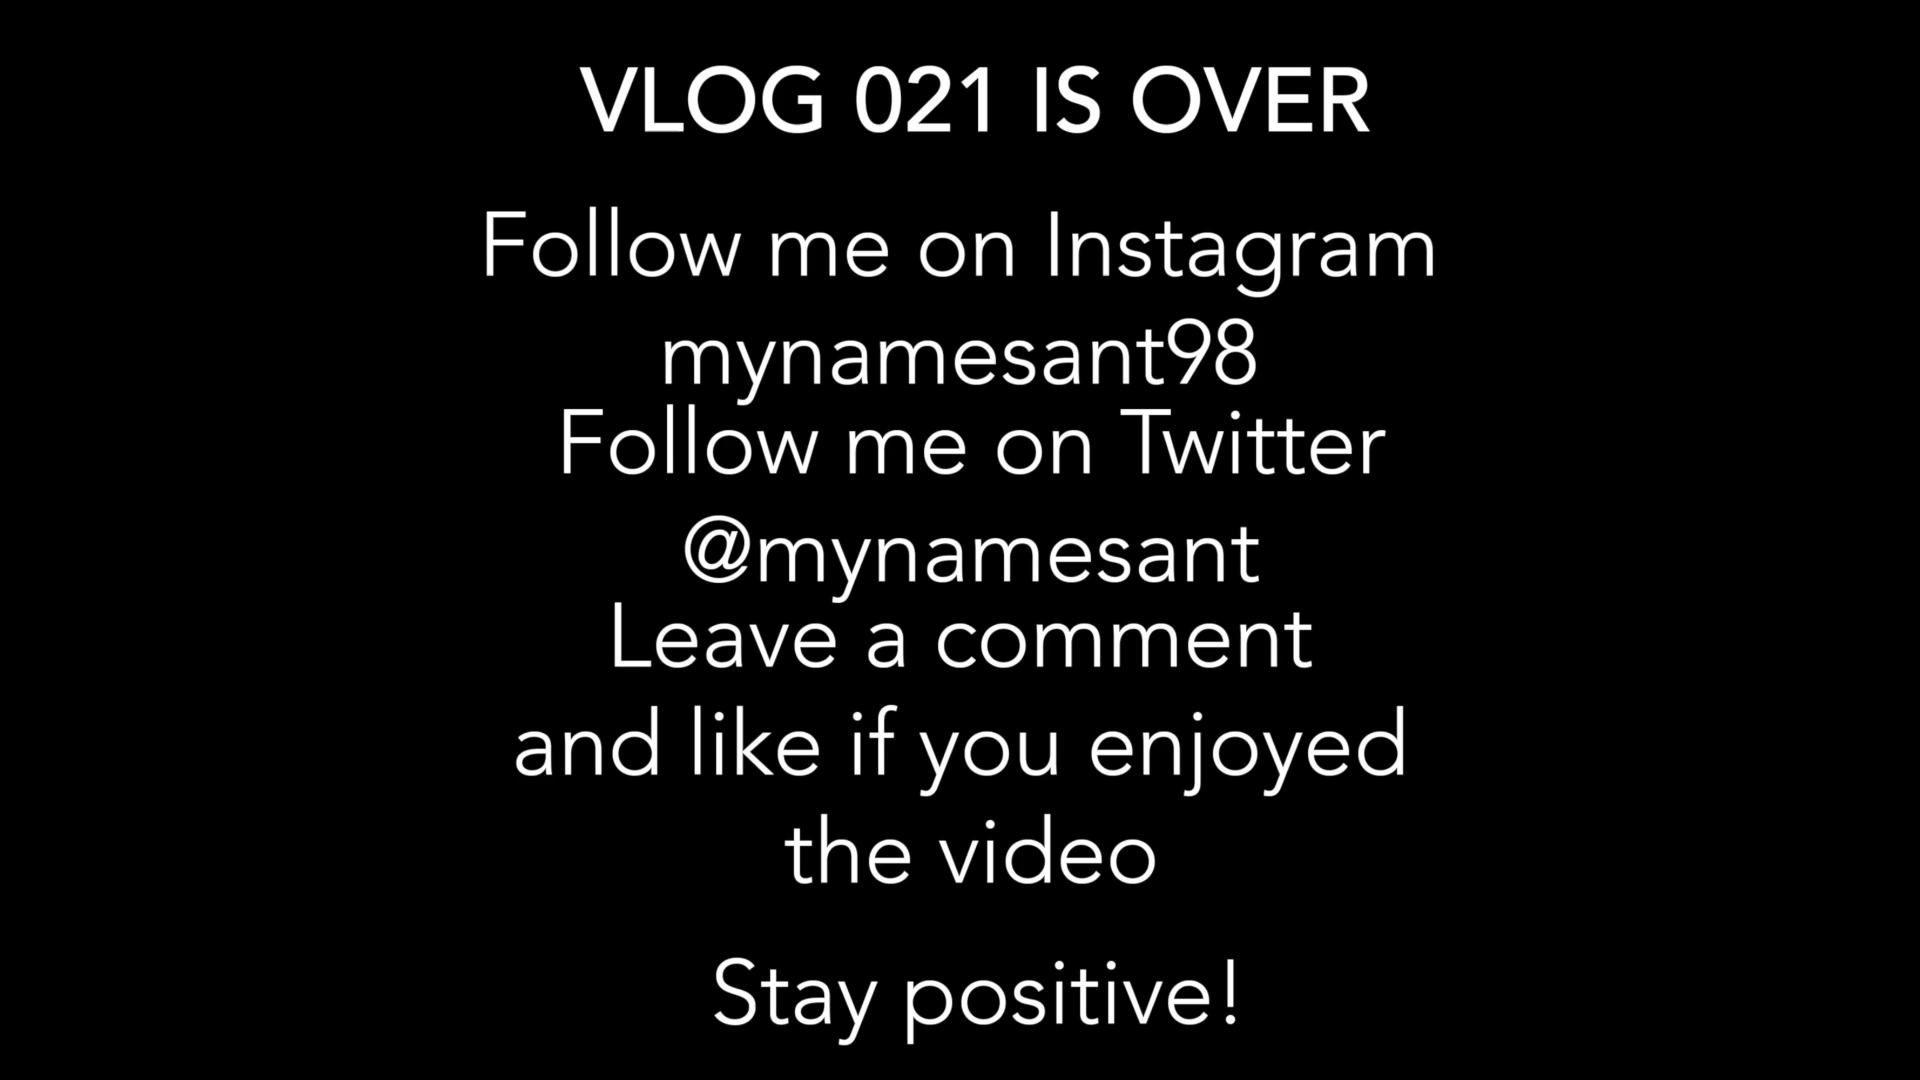 VLOG 021 IS OVER
Follow me on Instagram
mynamesant98
Follow me on Twitter
@mynamesant
Leave a comment
and like if you enjoyed
the video
Stay positive!